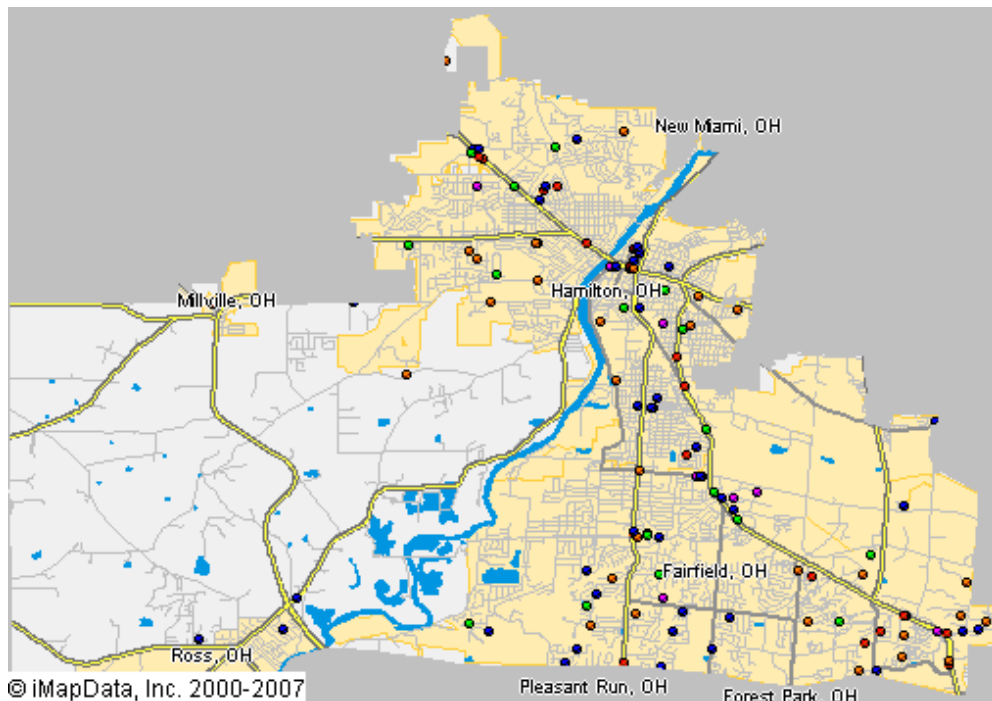 New Miami, OH
Hamilton, OH
Millville, OH
Fairfield, OH
Ross, OH
Pleasant Run, OH
Forest Park, OH
© iMapData, Inc. 2000-2007